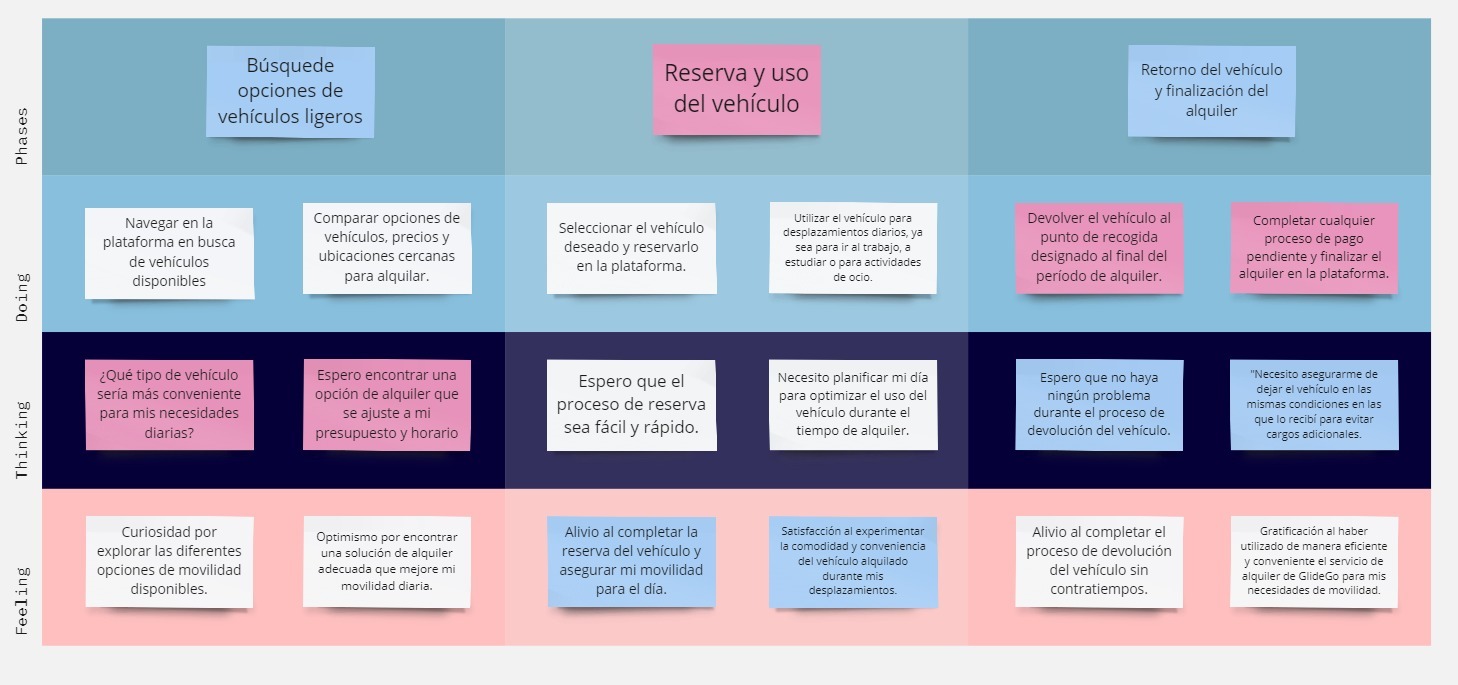 Phases
Búsquede
opciones de
vehículos ligeros
Reserva y uso
del vehículo
Retorno del vehículo
y finalización del
alquiler
Doing
Navegar en la
plataforma en busca
de vehículos
disponibles
Comparar opciones de
vehículos, precios y
ubicaciones cercanas
para alquilar.
Seleccionar el vehículo
deseado y reservarlo
en la plataforma.
Utilizar el vehículo para
desplazamientos diarios, ya
sea para ir al trabajo, a
estudiar o para actividades
de ocio.
Devolver el vehículo al
punto de recogida
designado al final del
período de alquiler.
Completar cualquier
proceso de pago
pendiente y finalizar el
alquiler en la plataforma.
Thinking
¿Qué tipo de vehículo
sería más conveniente
para mis necesidades
diarias?
Espero encontrar una
opción de alquiler que
se ajuste a mi
presupuesto y horario
Espero que el
proceso de reserva
sea fácil y rápido.
Necesito planificar mi día
para optimizar el uso del
vehículo durante el
tiempo de alquiler.
Espero que no haya
ningún problema
durante el proceso de
devolución del vehículo.
"Necesito asegurarme de
dejar el vehículo en las
mismas condiciones en las
que lo recibí para evitar
cargos adicionales.
Feeling
Curiosidad por
explorar las diferentes
opciones de movilidad
disponibles.
Optimismo por encontrar
una solución de alquiler
adecuada que mejore mi
movilidad diaria.
Alivio al completar la
reserva del vehículo y
asegurar mi movilidad
para el día.
Satisfacción al experimentar
la comodidad y conveniencia
del vehículo alquilado
durante mis
desplazamientos.
Alivio al completar el
proceso de devolución
del vehículo sin
contratiempos.
Gratificación al haber
utilizado de manera eficiente
y conveniente el servicio de
alquiler de GlideGo para mis
necesidades de movilidad.